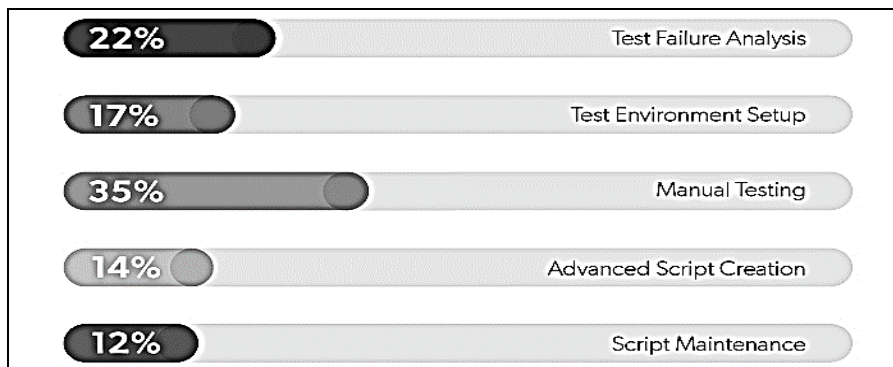 22% Test Failure Analysis
17% Test Environment Setup
35% Manual Testing
14% Advanced Script Creation
12% Script Maintenance